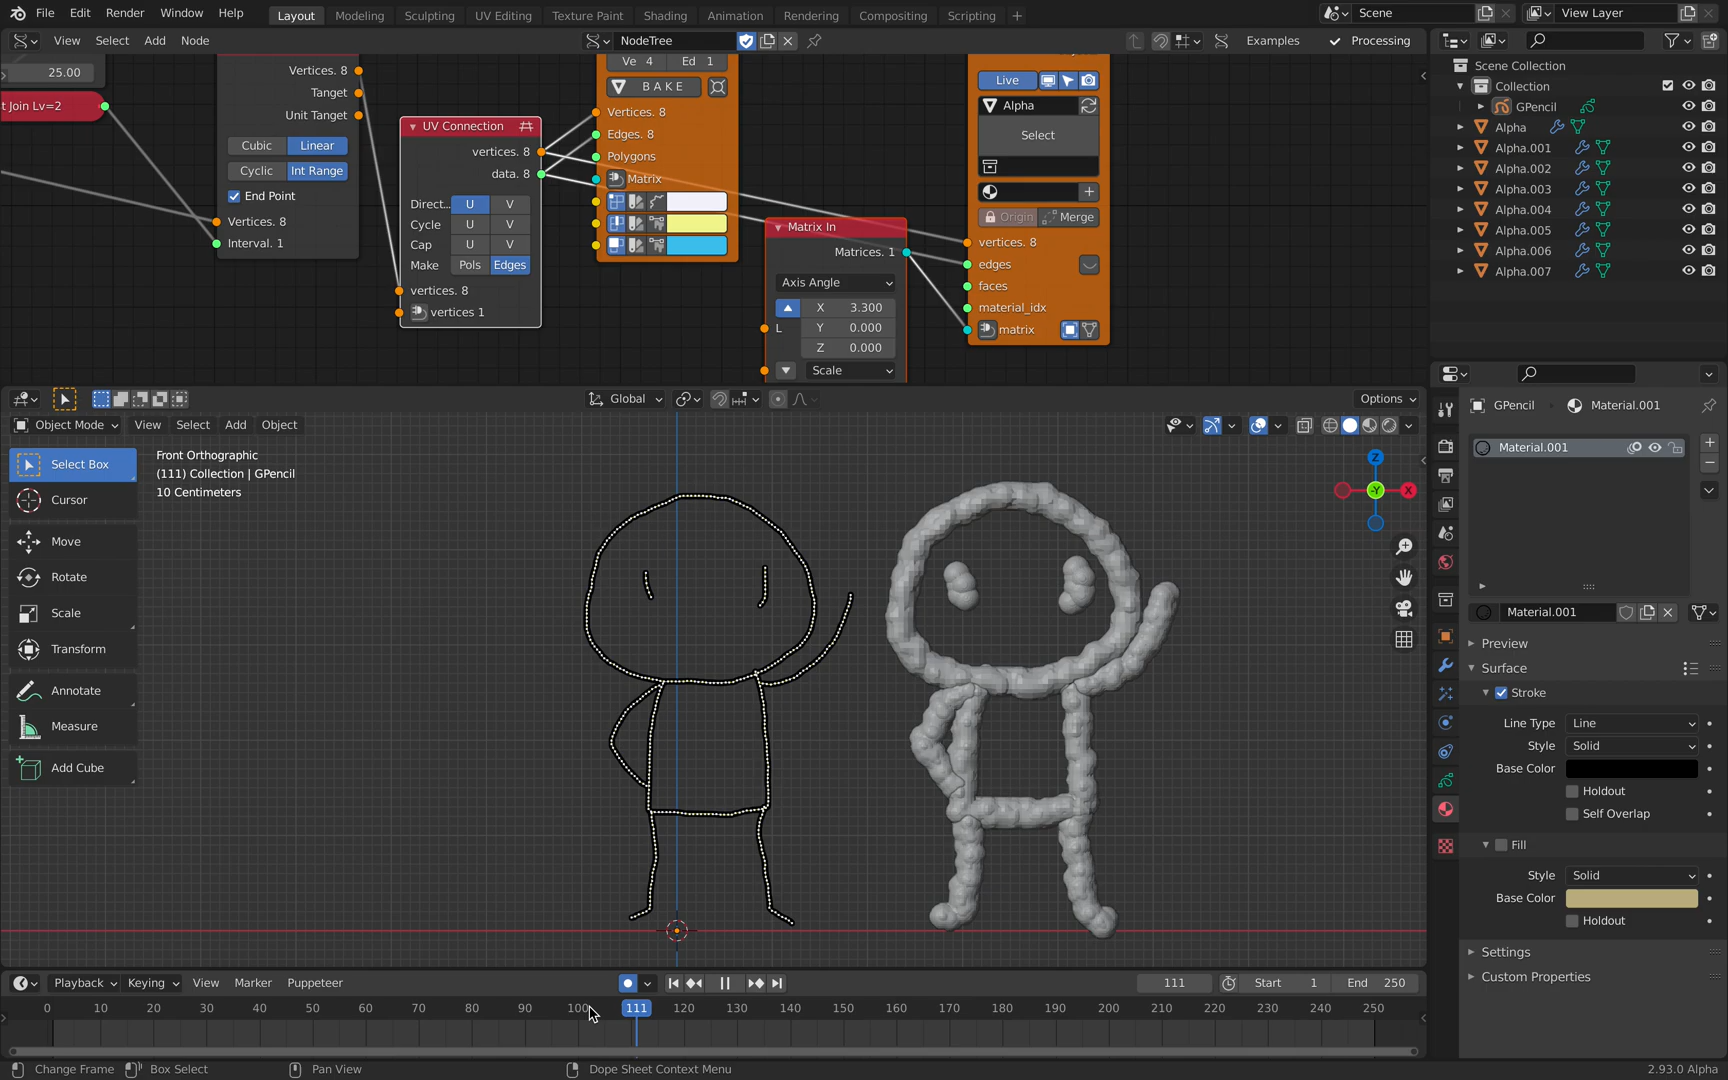 File Edit Render Window Help Layout Modeling Sculpting UV Editing Texture Paint Shading Animation Rendering Compositing Scripting + Scene View Layer
View Select Add Node NodeTree Examples Processing
25.00
t Join Lv=2
Vertices. 8
Tanget
Unit Target
Cubic Linear
Cyclic Int Range
End Point
Vertices. 8
Interval. 1
UV Connection
vertices. 8
data. 8
Direct... U V
Cycle U V
Cap U V
Make Pols Edges
vertices. 8
vertices 1
Ve 4 Ed 1
B A K E
Vertices. 8
Edges. 8
Polygons
Matrix
Matrix In
Matrices. 1
Axis Angle
X 3.300
L Y 0.000
Z 0.000
Scale
Live
Alpha
Select
Origin Merge
vertices. 8
edges
faces
material_idx
matrix
Scene Collection
Collection
GPencil
Alpha
Alpha.001
Alpha.002
Alpha.003
Alpha.004
Alpha.005
Alpha.006
Alpha.007
Global Options
Object Mode View Select Add Object
Select Box
Cursor
Move
Rotate
Scale
Transform
Annotate
Measure
Add Cube
Front Orthographic
(111) Collection | GPencil
10 Centimeters
Z
-Y
X
GPencil Material.001
Material.001
Material.001
Preview
Surface
Stroke
Line Type Line
Style Solid
Base Color
Holdout
Self Overlap
Fill
Style Solid
Base Color
Holdout
Settings
Custom Properties
Playback Keying View Marker Puppeteer 111 Start 1 End 250
0 10 20 30 40 50 60 70 80 90 100 111 120 130 140 150 160 170 180 190 200 210 220 230 240 250
Change Frame Box Select Pan View Dope Sheet Context Menu 2.93.0 Alpha